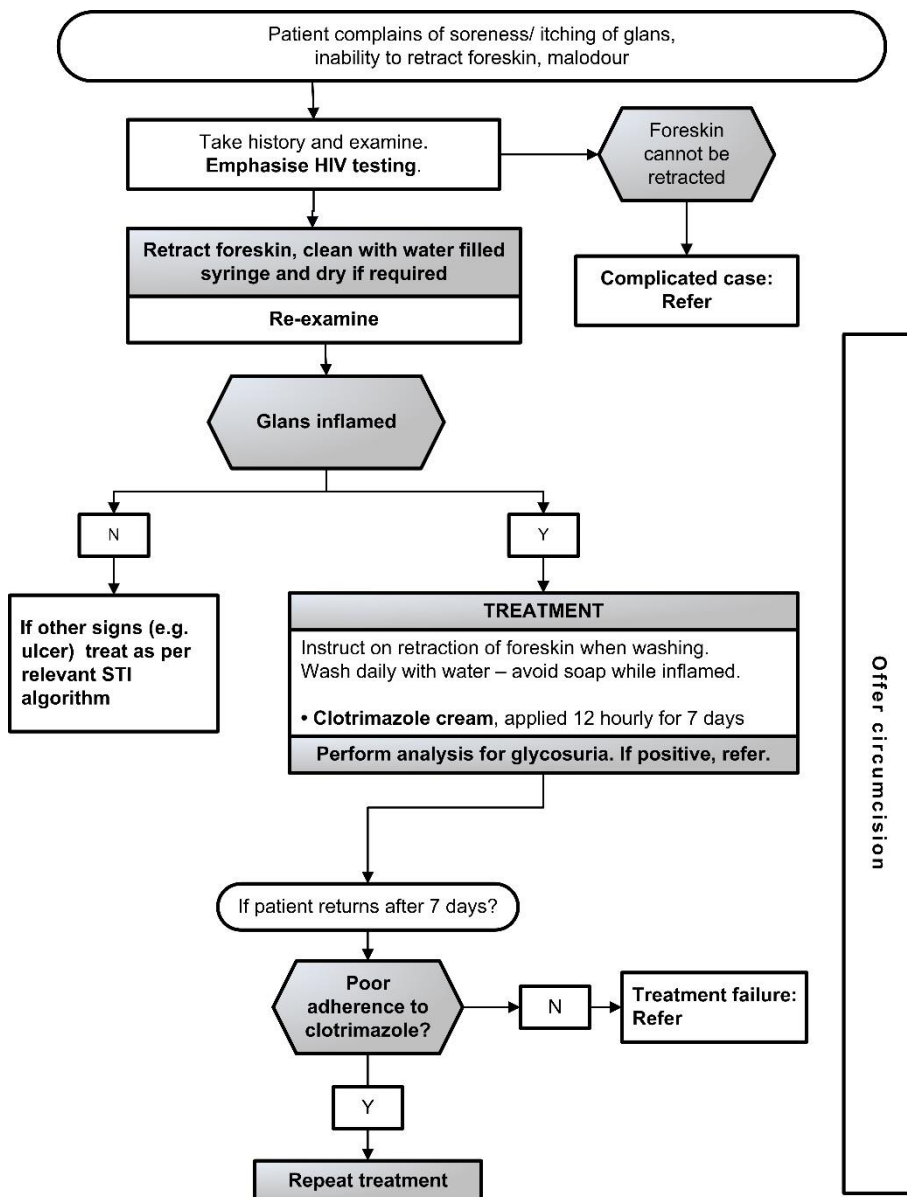 Patient complains of soreness/ itching of glans,
inability to retract foreskin, malodour
Take history and examine.
Emphasise HIV testing.
Foreskin
cannot be
retracted
Retract foreskin, clean with water filled
syringe and dry if required
Re-examine
Complicated case:
Refer
Glans inflamed
N
Y
If other signs (e.g.
ulcer) treat as per
relevant STI
algorithm
TREATMENT
Instruct on retraction of foreskin when washing.
Wash daily with water – avoid soap while inflamed.
• Clotrimazole cream, applied 12 hourly for 7 days
Perform analysis for glycosuria. If positive, refer.
If patient returns after 7 days?
Poor
adherence to
clotrimazole?
N
Treatment failure:
Refer
Y
Repeat treatment
Offer circumcision